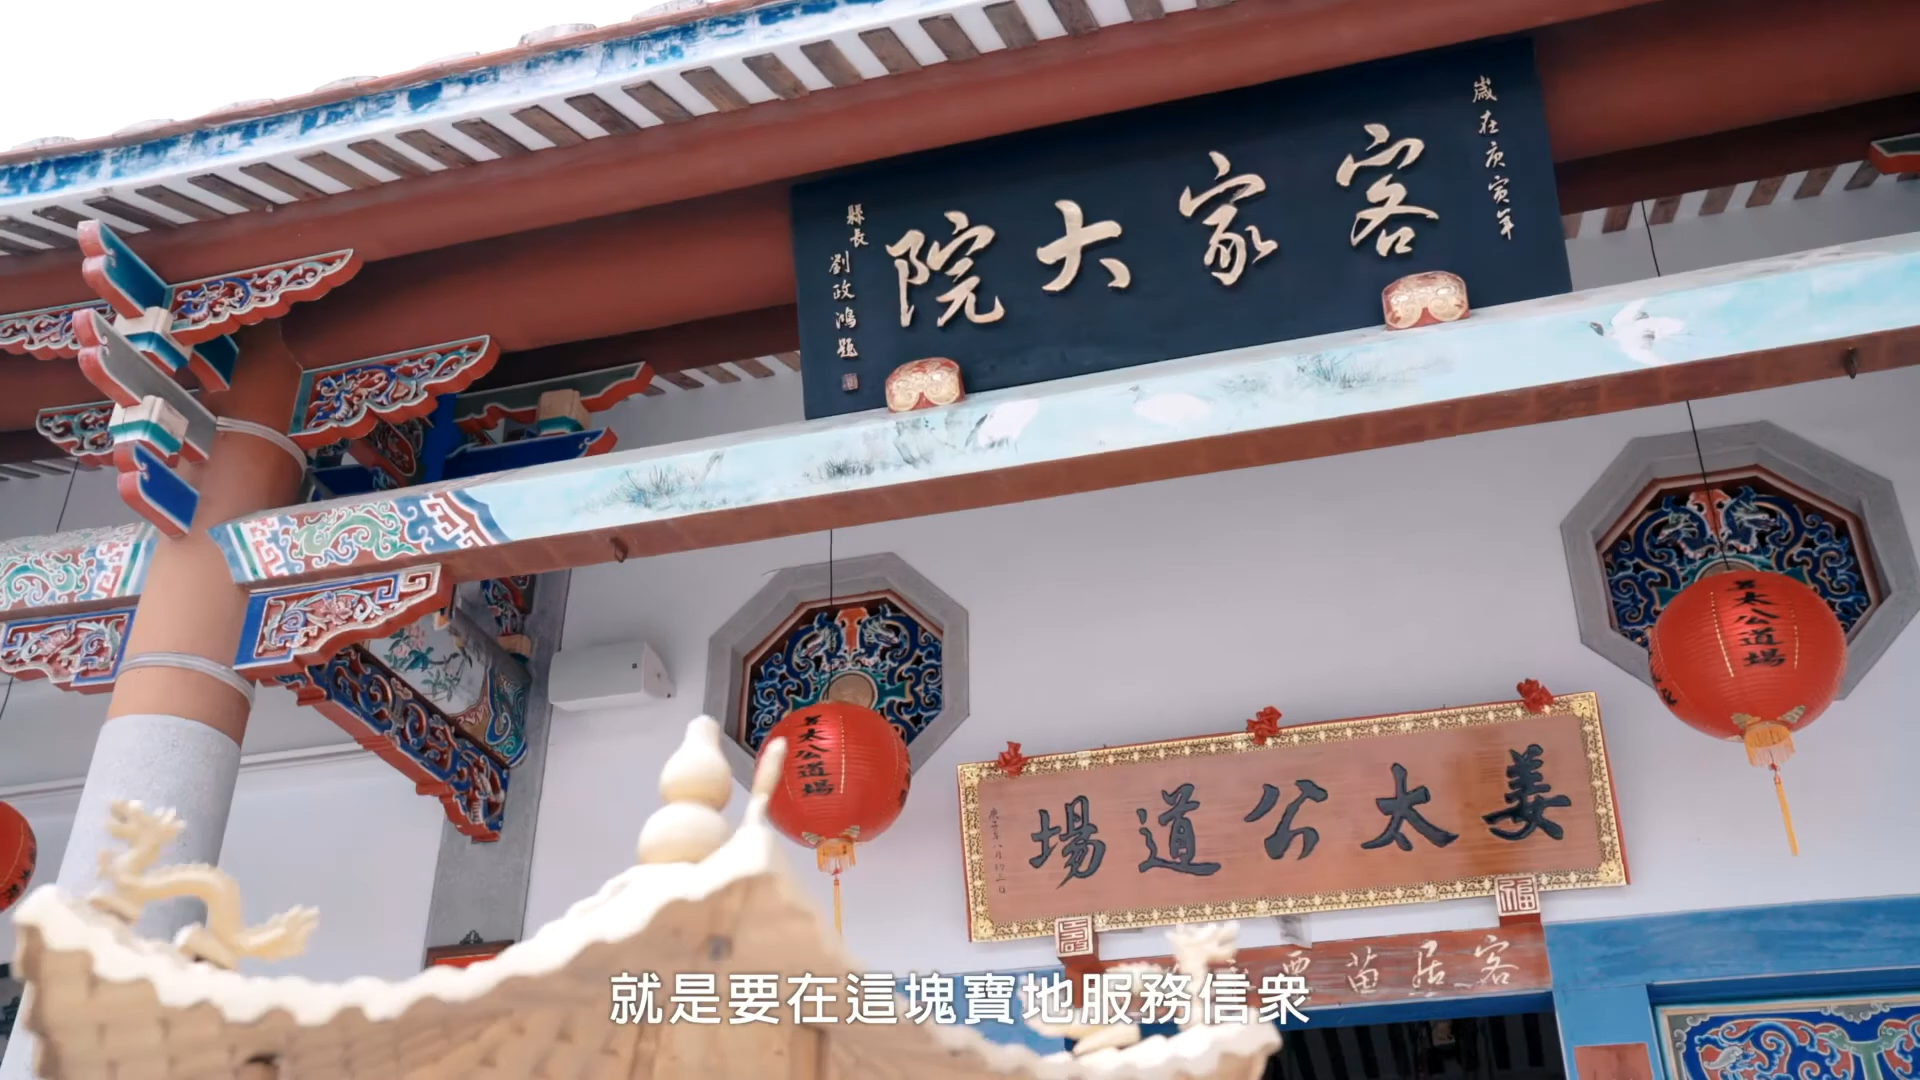 歲在庚寅年
客家大院
縣長劉政鴻題
姜太公道場
姜太公道場
姜太公道場
福
客居苗栗
就是要在這塊寶地服務信眾